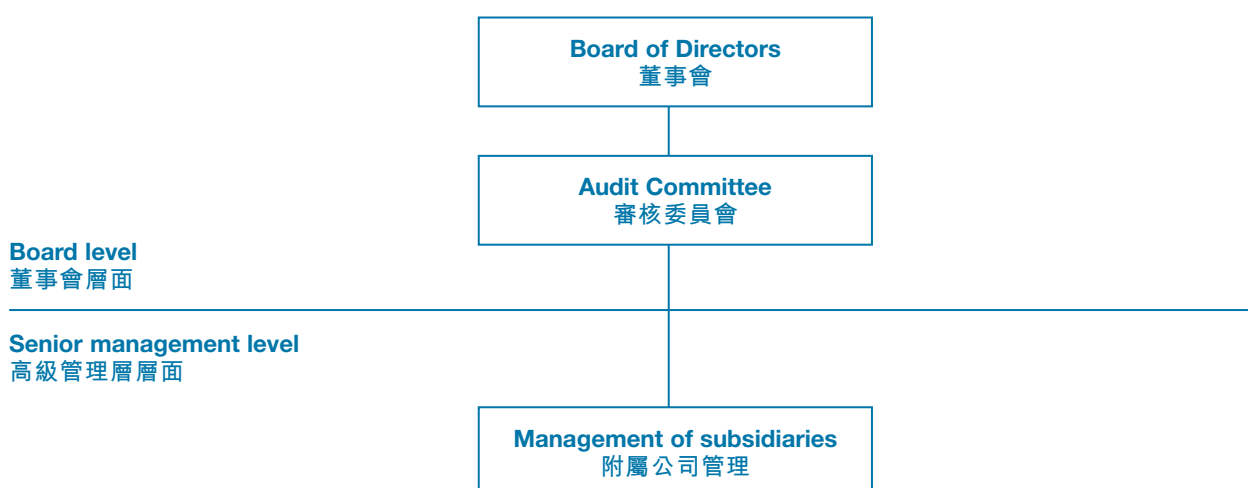 Board of Directors
董事會
Audit Committee
審核委員會
Board level
董事會層面
Senior management level
高級管理層層面
Management of subsidiaries
附屬公司管理